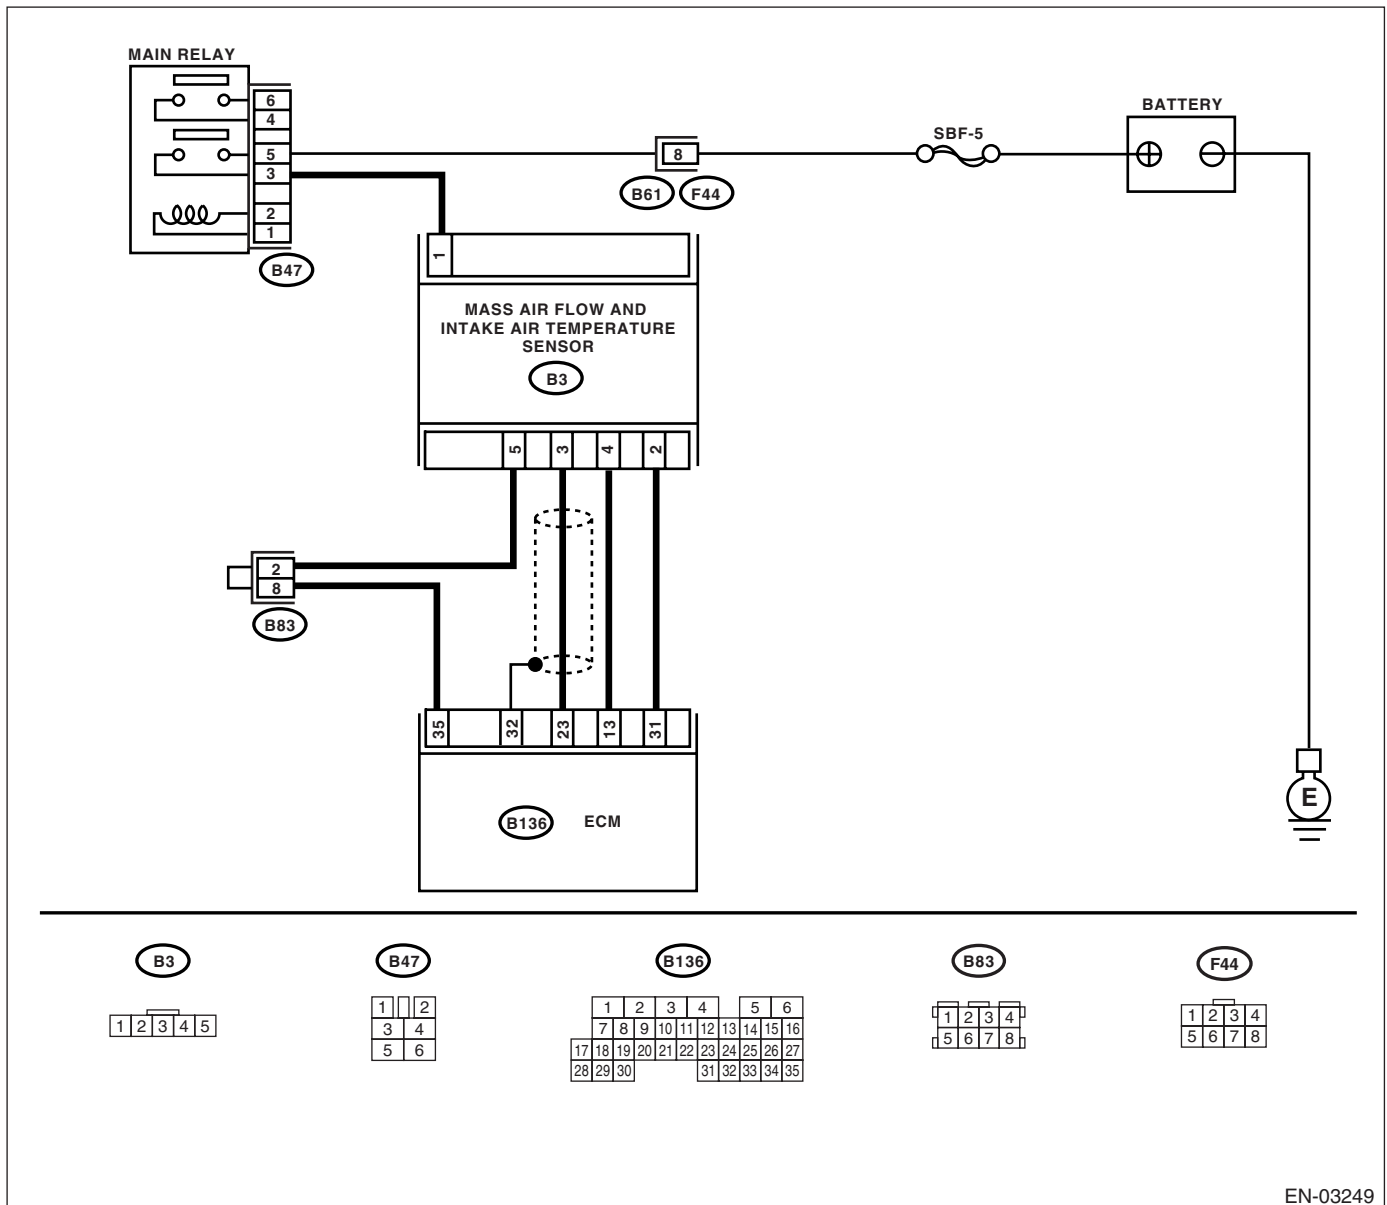 MAIN RELAY
6
4
5
3
2
1
B47
8
B61 F44
SBF-5
BATTERY
1
MASS AIR FLOW AND
INTAKE AIR TEMPERATURE
SENSOR
B3
5 3 4 2
2
8
B83
35 32 23 13 31
B136 ECM
E
B3
1 2 3 4 5
B47
1 2
3 4
5 6
B136
1 2 3 4 5 6
7 8 9 10 11 12 13 14 15 16
17 18 19 20 21 22 23 24 25 26 27
28 29 30 31 32 33 34 35
B83
1 2 3 4
5 6 7 8
F44
1 2 3 4
5 6 7 8
EN-03249